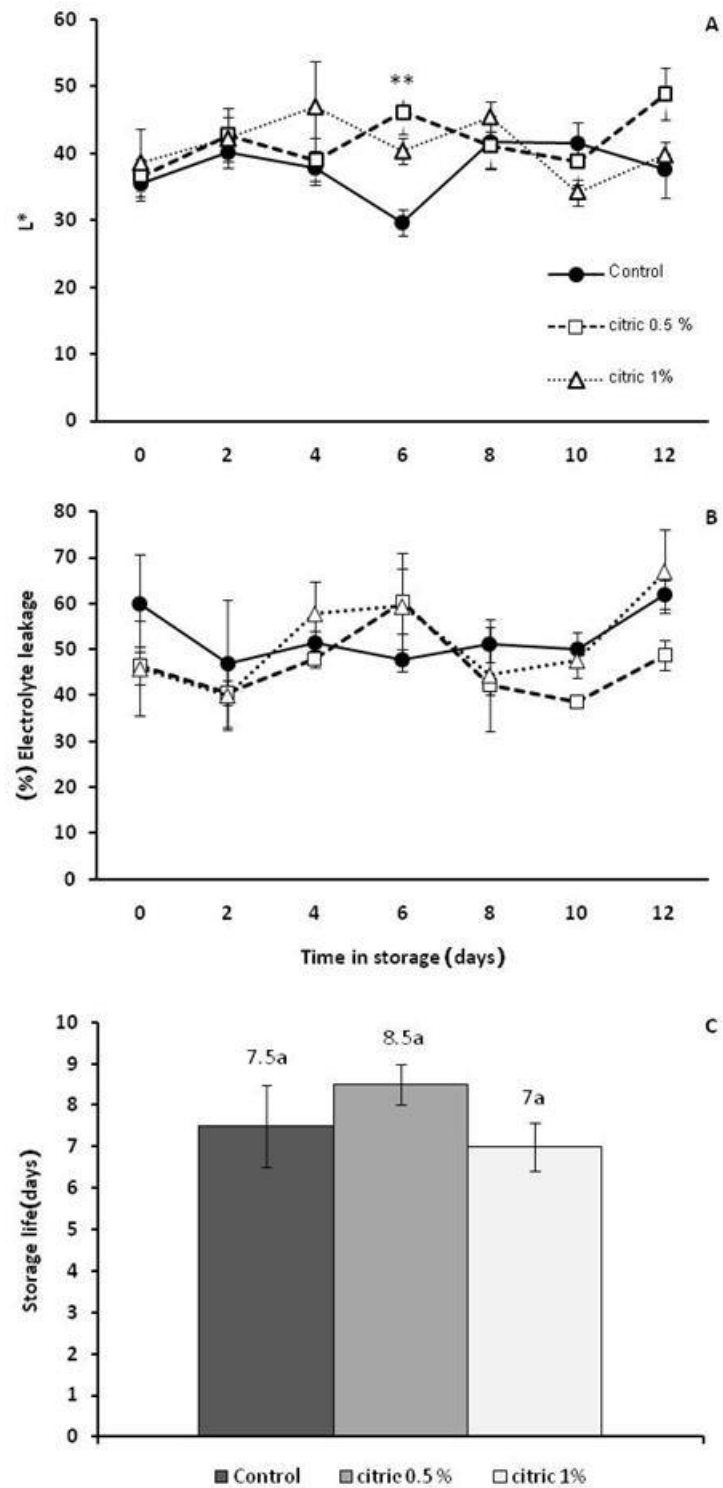 60
A
50
**
40
30
L*
Control
20
citric 0.5 %
10
citric 1%
0
0 2 4 6 8 10 12
80
B
70
60
50
40
30
20
10
0
(%) Electrolyte leakage
0 2 4 6 8 10 12
Time in storage (days)
10
C
9
8
7
6
5
4
3
2
1
0
Storage life(days)
7.5a
8.5a
7a
Control citric 0.5 % citric 1%